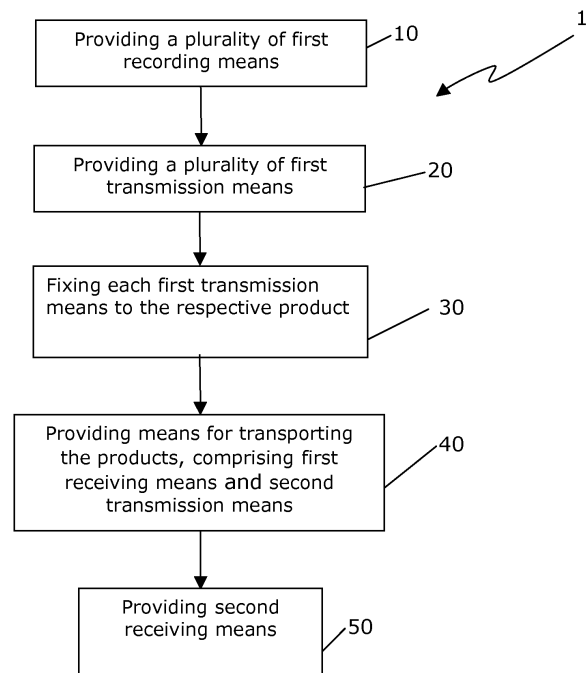 1
Providing a plurality of first
recording means
10
Providing a plurality of first
transmission means
20
Fixing each first transmission
means to the respective product
30
Providing means for transporting
the products, comprising first
receiving means and second
transmission means
40
Providing second
receiving means
50